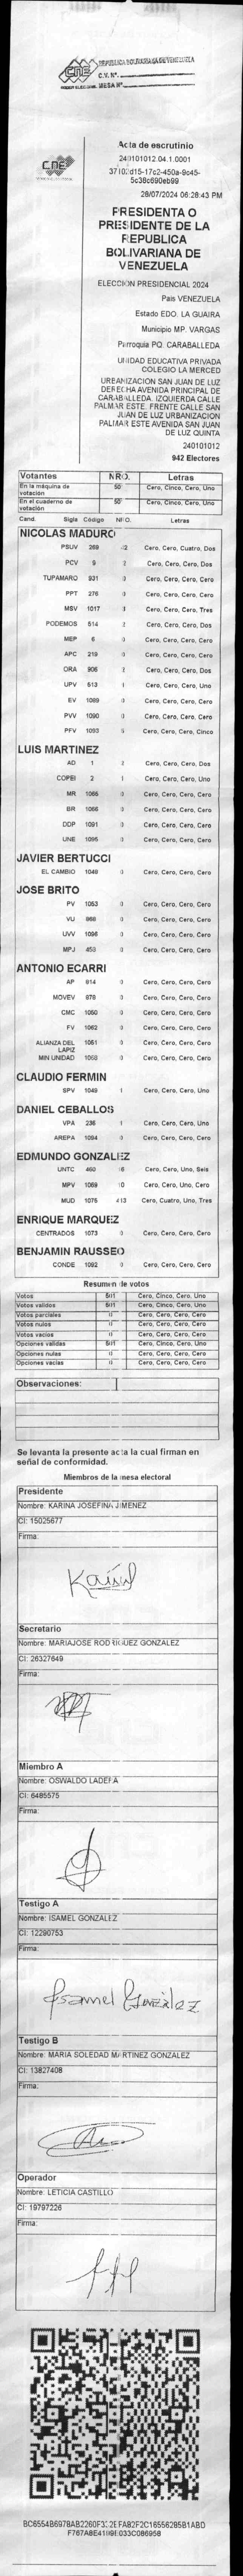 REPUBLICA BOLIVARIANA DE VENEZUELA
CNE
C.V. Nº
PODER ELECTORAL MESA Nº
Acta de escrutinio
CNE
240101012.04.1.0001
28/07/2024 06:28:43 PM
PRESIDENTA O
PRESIDENTE DE LA
REPUBLICA
BOLIVARIANA DE
VENEZUELA
ELECCION PRESIDENCIAL 2024
Pais VENEZUELA
Estado EDO. LA GUAIRA
Municipio MP. VARGAS
Parroquia PQ. CARABALLEDA
UNIDAD EDUCATIVA PRIVADA
COLEGIO LA MERCED
URBANIZACION SAN JUAN DE LUZ
DERECHA AVENIDA PRINCIPAL DE
CARABALLEDA. IZQUIERDA CALLE
PALMAR ESTE. FRENTE CALLE SAN
JUAN DE LUZ URBANIZACION
PALMAR ESTE AVENIDA SAN JUAN
DE LUZ QUINTA
240101012
942 Electores
Votantes NRO. Letras
En la máquina de votación 501 Cero, Cinco, Cero, Uno
En el cuaderno de votación 501 Cero, Cinco, Cero, Uno
Cand. Sigla Código NRO. Letras
NICOLAS MADURO
PSUV 269 42 Cero, Cero, Cuatro, Dos
PCV 9 2 Cero, Cero, Cero, Dos
TUPAMARO 931 0 Cero, Cero, Cero, Cero
PPT 276 0 Cero, Cero, Cero, Cero
MSV 1017 3 Cero, Cero, Cero, Tres
PODEMOS 514 2 Cero, Cero, Cero, Dos
MEP 6 0 Cero, Cero, Cero, Cero
APC 219 0 Cero, Cero, Cero, Cero
ORA 906 2 Cero, Cero, Cero, Dos
UPV 513 1 Cero, Cero, Cero, Uno
EV 1089 0 Cero, Cero, Cero, Cero
PVV 1090 0 Cero, Cero, Cero, Cero
PFV 1093 5 Cero, Cero, Cero, Cinco
LUIS MARTINEZ
AD 1 2 Cero, Cero, Cero, Dos
COPEI 2 1 Cero, Cero, Cero, Uno
MR 1065 0 Cero, Cero, Cero, Cero
BR 1066 0 Cero, Cero, Cero, Cero
DDP 1091 0 Cero, Cero, Cero, Cero
UNE 1095 0 Cero, Cero, Cero, Cero
JAVIER BERTUCCI
EL CAMBIO 1048 0 Cero, Cero, Cero, Cero
JOSE BRITO
PV 1053 0 Cero, Cero, Cero, Cero
VU 868 0 Cero, Cero, Cero, Cero
UVV 1096 0 Cero, Cero, Cero, Cero
MPJ 453 0 Cero, Cero, Cero, Cero
ANTONIO ECARRI
AP 914 0 Cero, Cero, Cero, Cero
MOVEV 978 0 Cero, Cero, Cero, Cero
CMC 1050 0 Cero, Cero, Cero, Cero
FV 1062 0 Cero, Cero, Cero, Cero
ALIANZA DEL LAPIZ 1051 0 Cero, Cero, Cero, Cero
MIN UNIDAD 1058 0 Cero, Cero, Cero, Cero
CLAUDIO FERMIN
SPV 1049 1 Cero, Cero, Cero, Uno
DANIEL CEBALLOS
VPA 236 1 Cero, Cero, Cero, Uno
AREPA 1094 0 Cero, Cero, Cero, Cero
EDMUNDO GONZALEZ
UNTC 460 16 Cero, Cero, Uno, Seis
MPV 1069 10 Cero, Cero, Uno, Cero
MUD 1075 413 Cero, Cuatro, Uno, Tres
ENRIQUE MARQUEZ
CENTRADOS 1073 0 Cero, Cero, Cero, Cero
BENJAMIN RAUSSEO
CONDE 1092 0 Cero, Cero, Cero, Cero
Resumen de votos
Votos 501 Cero, Cinco, Cero, Uno
Votos validos 501 Cero, Cinco, Cero, Uno
Votos parciales 0 Cero, Cero, Cero, Cero
Votos nulos 0 Cero, Cero, Cero, Cero
Votos vacios 0 Cero, Cero, Cero, Cero
Opciones validas 501 Cero, Cinco, Cero, Uno
Opciones nulas 0 Cero, Cero, Cero, Cero
Opciones vacias 0 Cero, Cero, Cero, Cero
Observaciones:
Se levanta la presente acta la cual firman en
señal de conformidad.
Miembros de la mesa electoral
Presidente
Nombre: KARINA JOSEFINA JIMENEZ
CI: 15025677
Firma:
Secretario
Nombre: MARIAJOSE RODRIGUEZ GONZALEZ
CI: 26327649
Firma:
Miembro A
Nombre: OSWALDO LADERA
CI: 6485575
Firma:
Testigo A
Nombre: ISAMEL GONZALEZ
CI: 12290753
Firma:
Isamel González
Testigo B
Nombre: MARIA SOLEDAD MARTINEZ GONZALEZ
CI: 13827408
Firma:
Operador
Nombre: LETICIA CASTILLO
CI: 19797226
Firma: